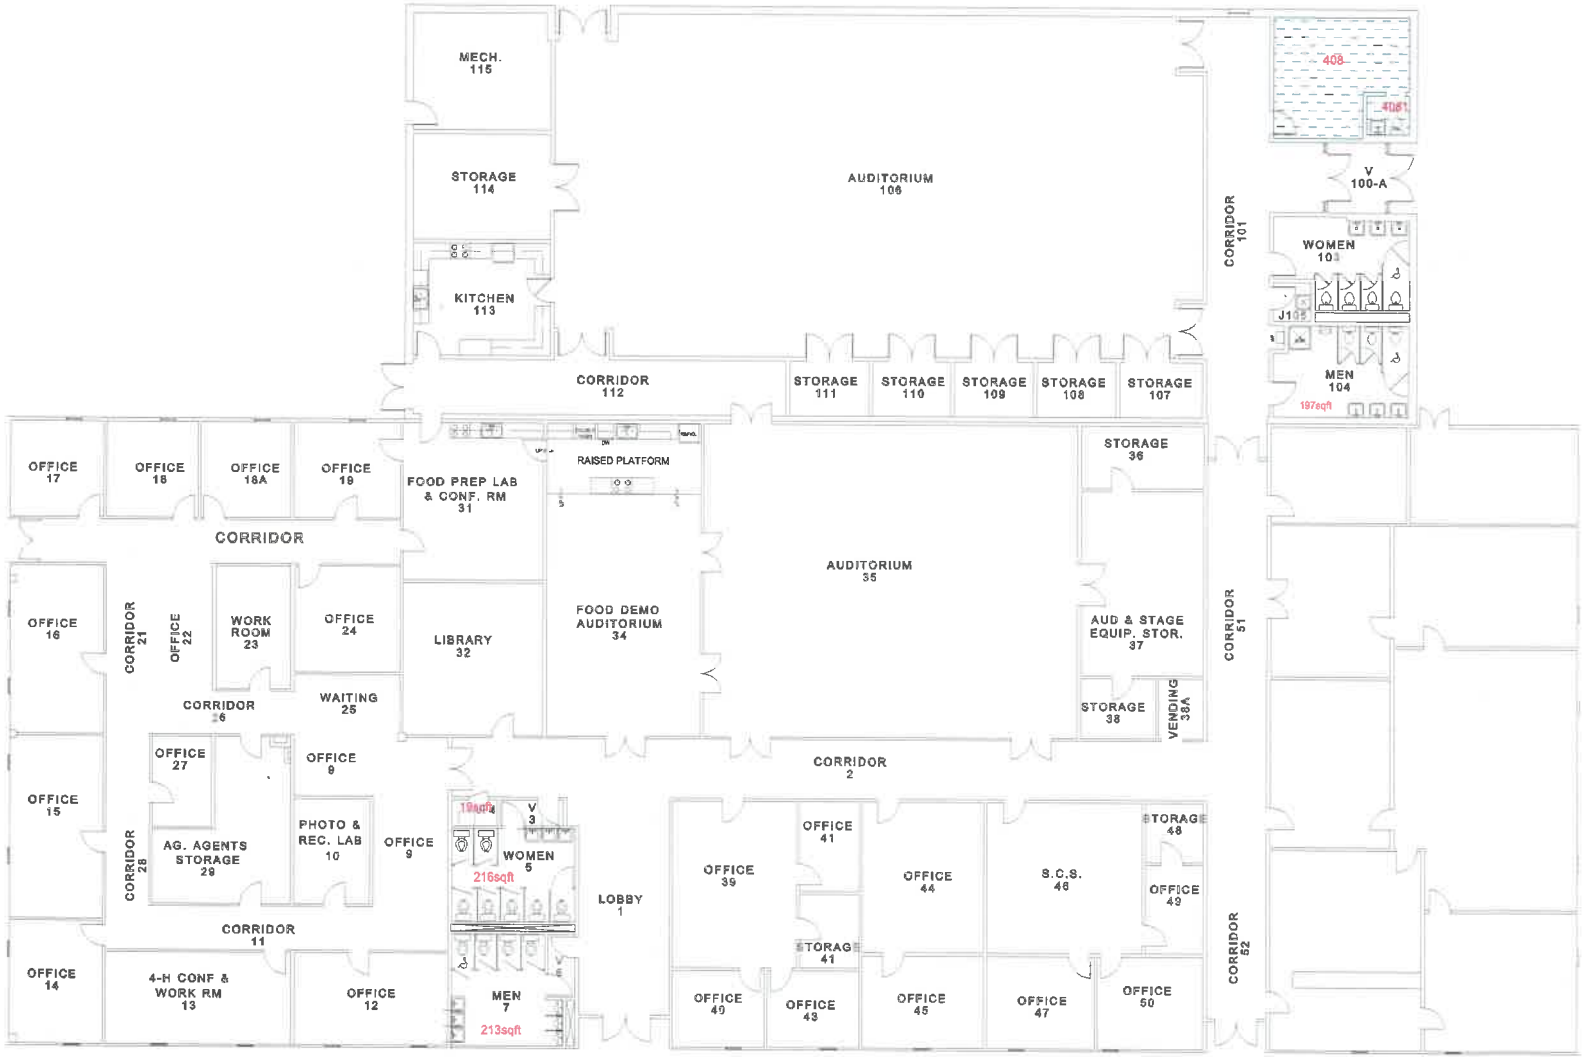 MECH.
115
408
4081
STORAGE
114
AUDITORIUM
106
V
100-A
CORRIDOR
101
WOMEN
103
KITCHEN
113
J105
MEN
104
197sqft
CORRIDOR
112
STORAGE
111
STORAGE
110
STORAGE
109
STORAGE
108
STORAGE
107
OFFICE
17
OFFICE
18
OFFICE
18A
OFFICE
19
FOOD PREP LAB
& CONF. RM
31
RAISED PLATFORM
DW
STORAGE
36
CORRIDOR
AUDITORIUM
35
OFFICE
16
CORRIDOR
21
OFFICE
22
WORK
ROOM
23
OFFICE
24
LIBRARY
32
FOOD DEMO
AUDITORIUM
34
AUD & STAGE
EQUIP. STOR.
37
CORRIDOR
51
WAITING
25
CORRIDOR
26
STORAGE
38
VENDING
38A
OFFICE
27
OFFICE
9
CORRIDOR
2
OFFICE
15
19sqft
V
3
PHOTO &
REC. LAB
10
OFFICE
9
AG. AGENTS
STORAGE
29
CORRIDOR
28
WOMEN
5
216sqft
LOBBY
1
OFFICE
39
OFFICE
41
OFFICE
44
S.C.S.
46
STORAGE
48
OFFICE
49
CORRIDOR
11
STORAGE
41
CORRIDOR
52
OFFICE
14
4-H CONF &
WORK RM
13
OFFICE
12
MEN
7
213sqft
OFFICE
40
OFFICE
43
OFFICE
45
OFFICE
47
OFFICE
50